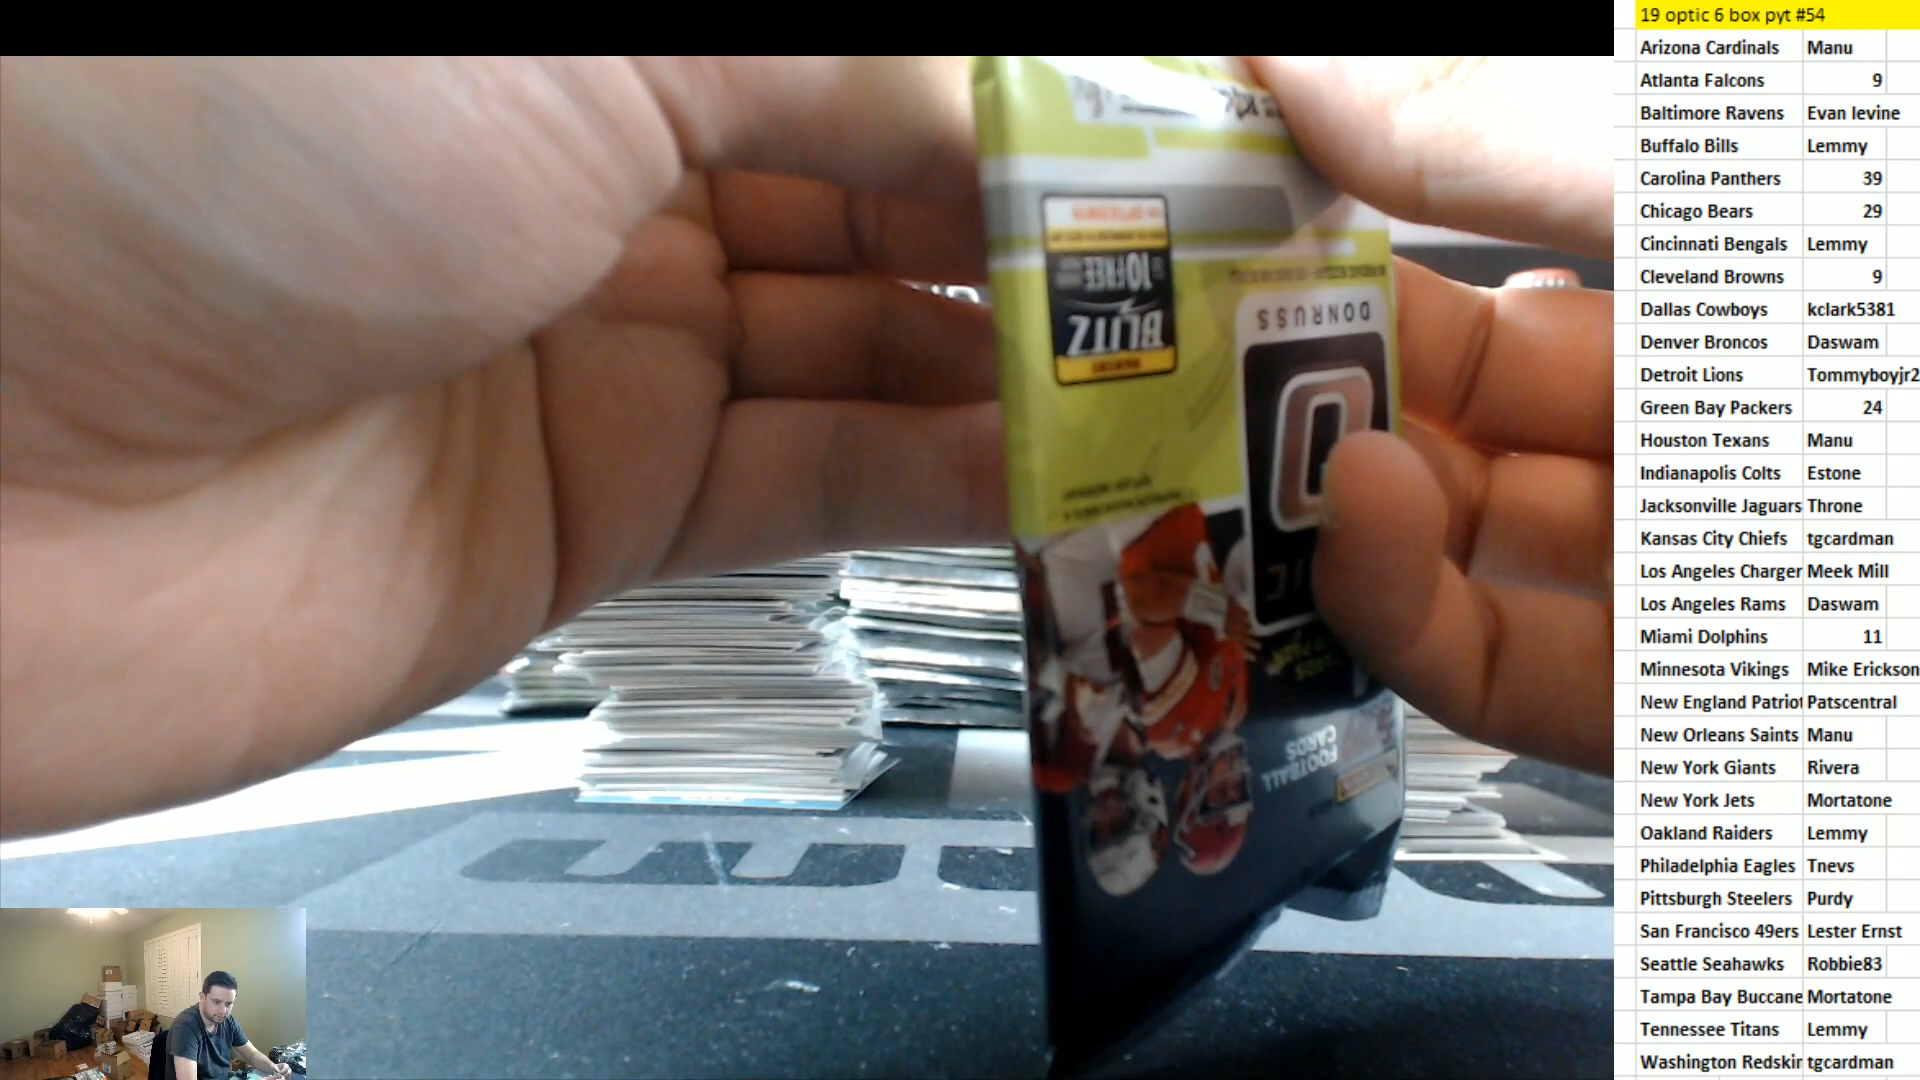 19 optic 6 box pyt #54
Arizona Cardinals Manu
Atlanta Falcons 9
Baltimore Ravens Evan levine
Buffalo Bills Lemmy
Carolina Panthers 39
Chicago Bears 29
Cincinnati Bengals Lemmy
Cleveland Browns 9
Dallas Cowboys kclark5381
Denver Broncos Daswam
Detroit Lions Tommyboyjr2
Green Bay Packers 24
Houston Texans Manu
Indianapolis Colts Estone
Jacksonville Jaguars Throne
Kansas City Chiefs tgcardman
Los Angeles Charger Meek Mill
Los Angeles Rams Daswam
Miami Dolphins 11
Minnesota Vikings Mike Erickson
New England Patriot Patscentral
New Orleans Saints Manu
New York Giants Rivera
New York Jets Mortatone
Oakland Raiders Lemmy
Philadelphia Eagles Tnevs
Pittsburgh Steelers Purdy
San Francisco 49ers Lester Ernst
Seattle Seahawks Robbie83
Tampa Bay Buccane Mortatone
Tennessee Titans Lemmy
Washington Redskin tgcardman
PANINI
BLITZ
10 FREE
DONRUSS
O
CARDS
FOOTBALL
CARDS